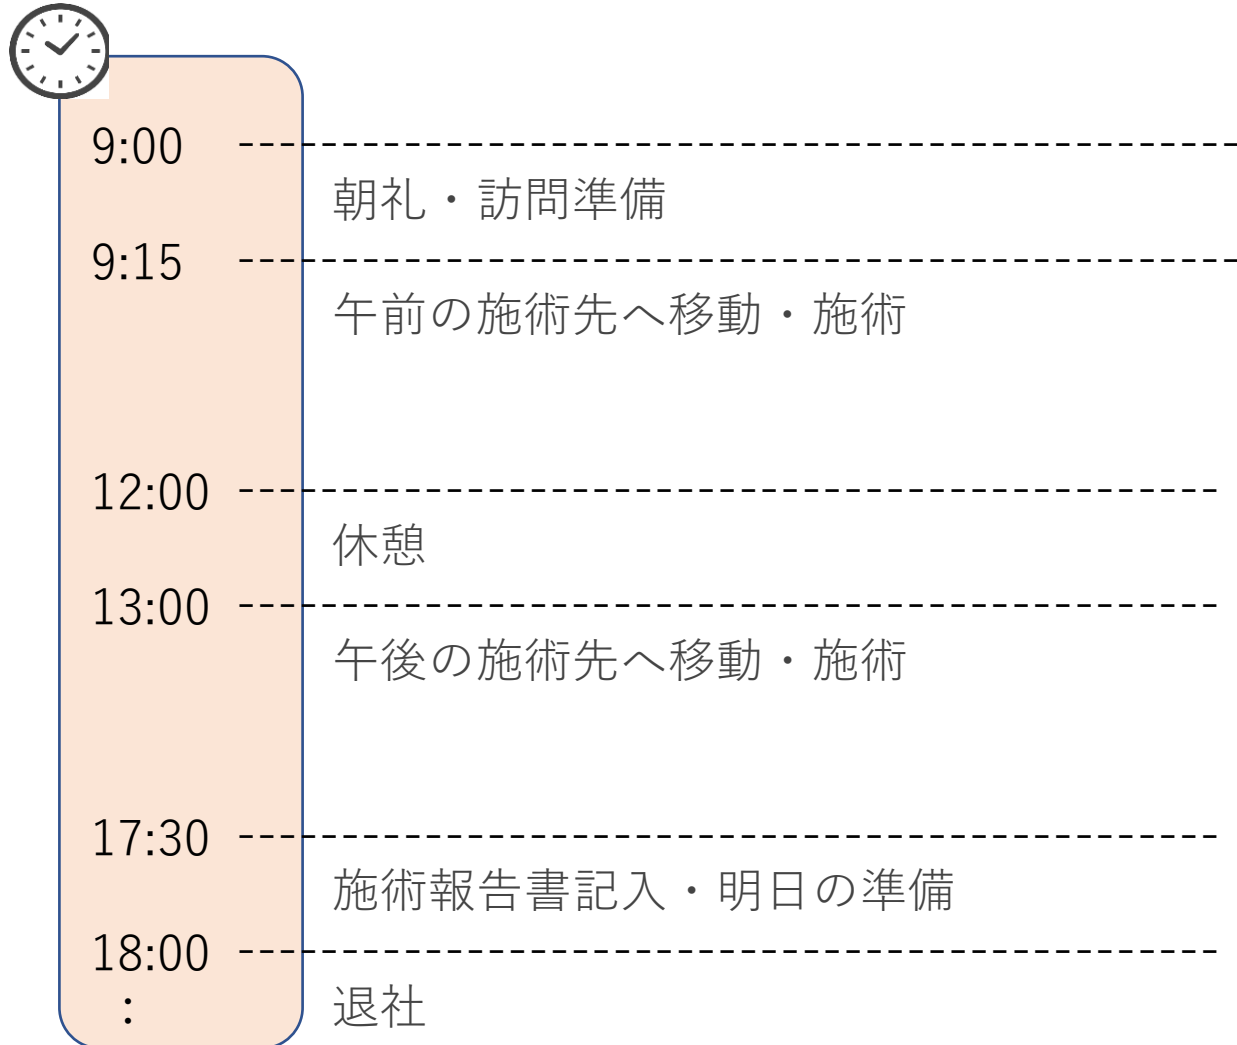 9:00
朝礼・訪問準備
9:15
午前の施術先へ移動・施術
12:00
休憩
13:00
午後の施術先へ移動・施術
17:30
施術報告書記入・明日の準備
18:00
:
退社